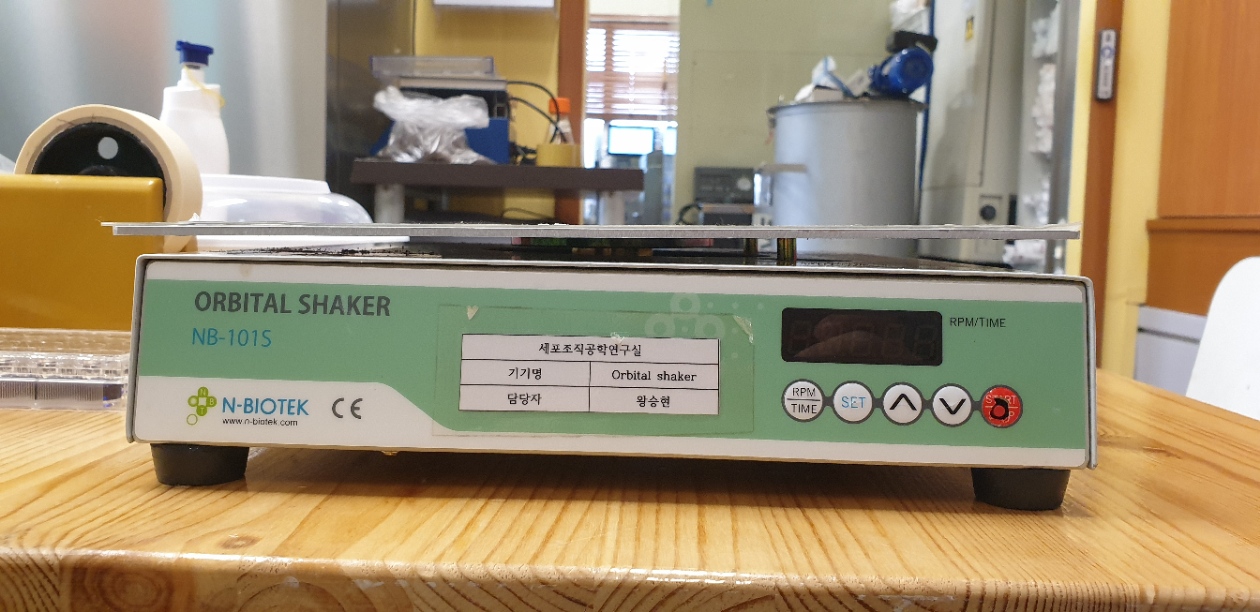 ORBITAL SHAKER
NB-101S
N-BIOTEK
www.n-biotek.com
CE
세포조직공학연구실
기기명 Orbital shaker
담당자 왕승현
RPM/TIME
RPM
TIME
SET
START